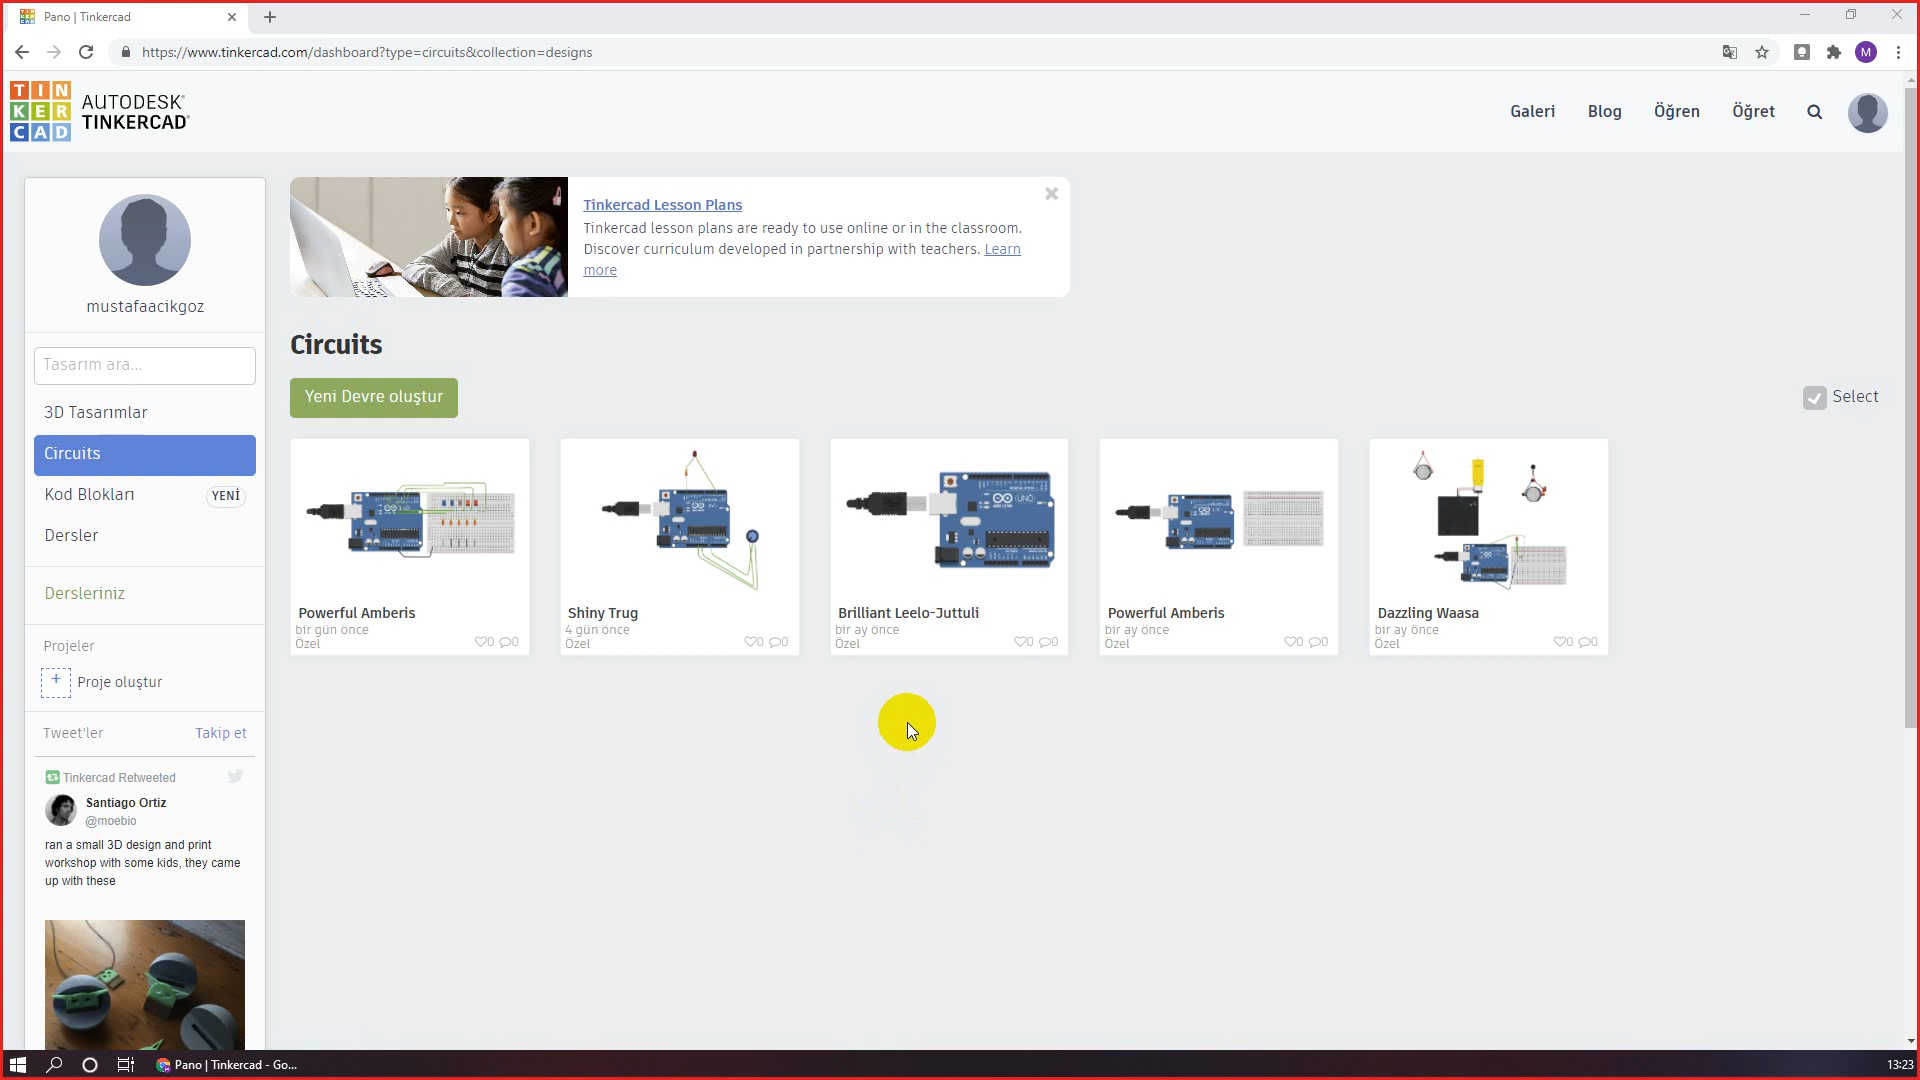 Pano | Tinkercad
https://www.tinkercad.com/dashboard?type=circuits&collection=designs
M
TIN
KER
CAD
AUTODESK®
TINKERCAD®
Galeri
Blog
Öğren
Öğret
mustafaacikgoz
Tasarım ara...
3D Tasarımlar
Circuits
Kod Blokları
YENİ
Dersler
Dersleriniz
Projeler
+ Proje oluştur
Tweet'ler
Takip et
Tinkercad Retweeted
Santiago Ortiz
@moebio
ran a small 3D design and print
workshop with some kids, they came
up with these
Tinkercad Lesson Plans
Tinkercad lesson plans are ready to use online or in the classroom.
Discover curriculum developed in partnership with teachers. Learn
more
Circuits
Yeni Devre oluştur
Select
Powerful Amberis
bir gün önce
Özel
0 0
Shiny Trug
4 gün önce
Özel
0 0
UNO
Brilliant Leelo-Juttuli
bir ay önce
Özel
0 0
Powerful Amberis
bir ay önce
Özel
0 0
Dazzling Waasa
bir ay önce
Özel
0 0
Pano | Tinkercad - Go...
13:23